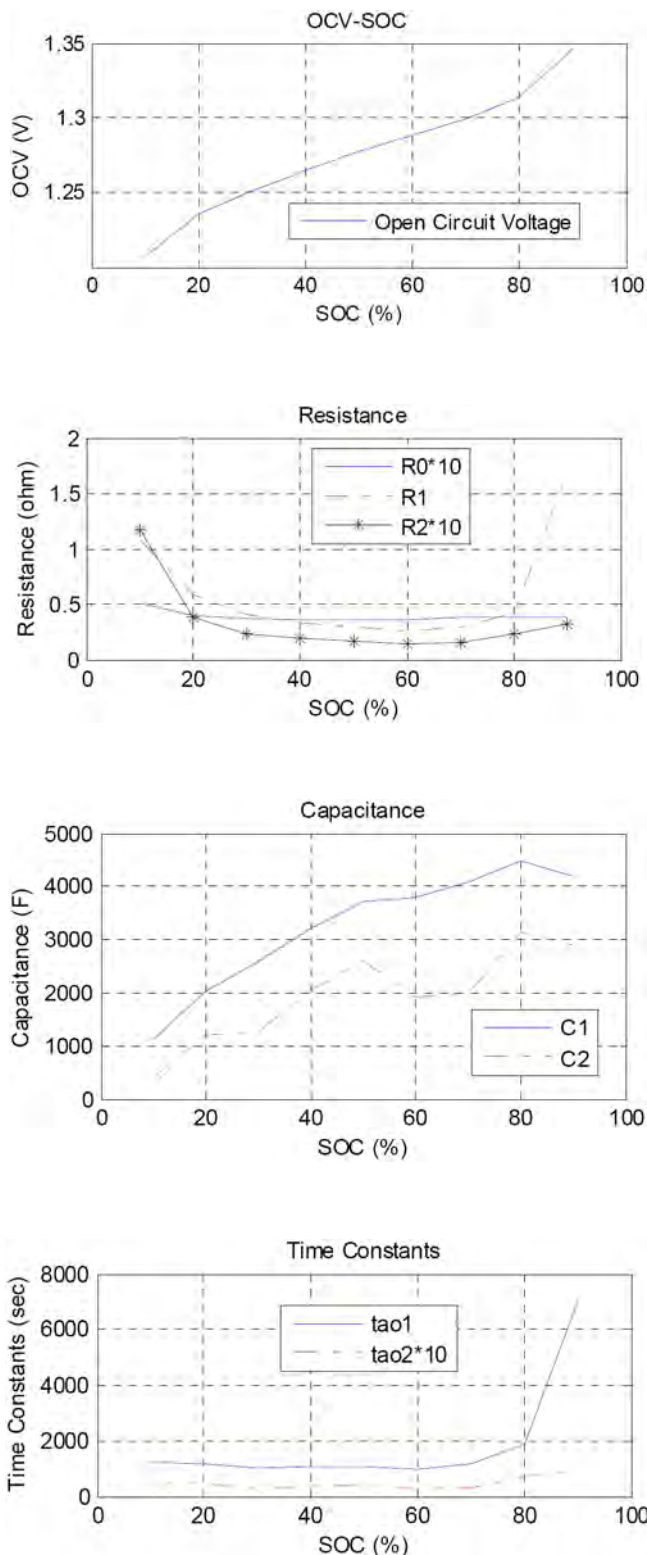 OCV-SOC
1.35
1.3
1.25
OCV (V)
Open Circuit Voltage
0 20 40 60 80 100
SOC (%)
Resistance
2
1.5
1
0.5
0
Resistance (ohm)
R0*10
R1
R2*10
0 20 40 60 80 100
SOC (%)
Capacitance
5000
4000
3000
2000
1000
0
Capacitance (F)
C1
C2
0 20 40 60 80 100
SOC (%)
Time Constants
8000
6000
4000
2000
0
Time Constants (sec)
tao1
tao2*10
0 20 40 60 80 100
SOC (%)